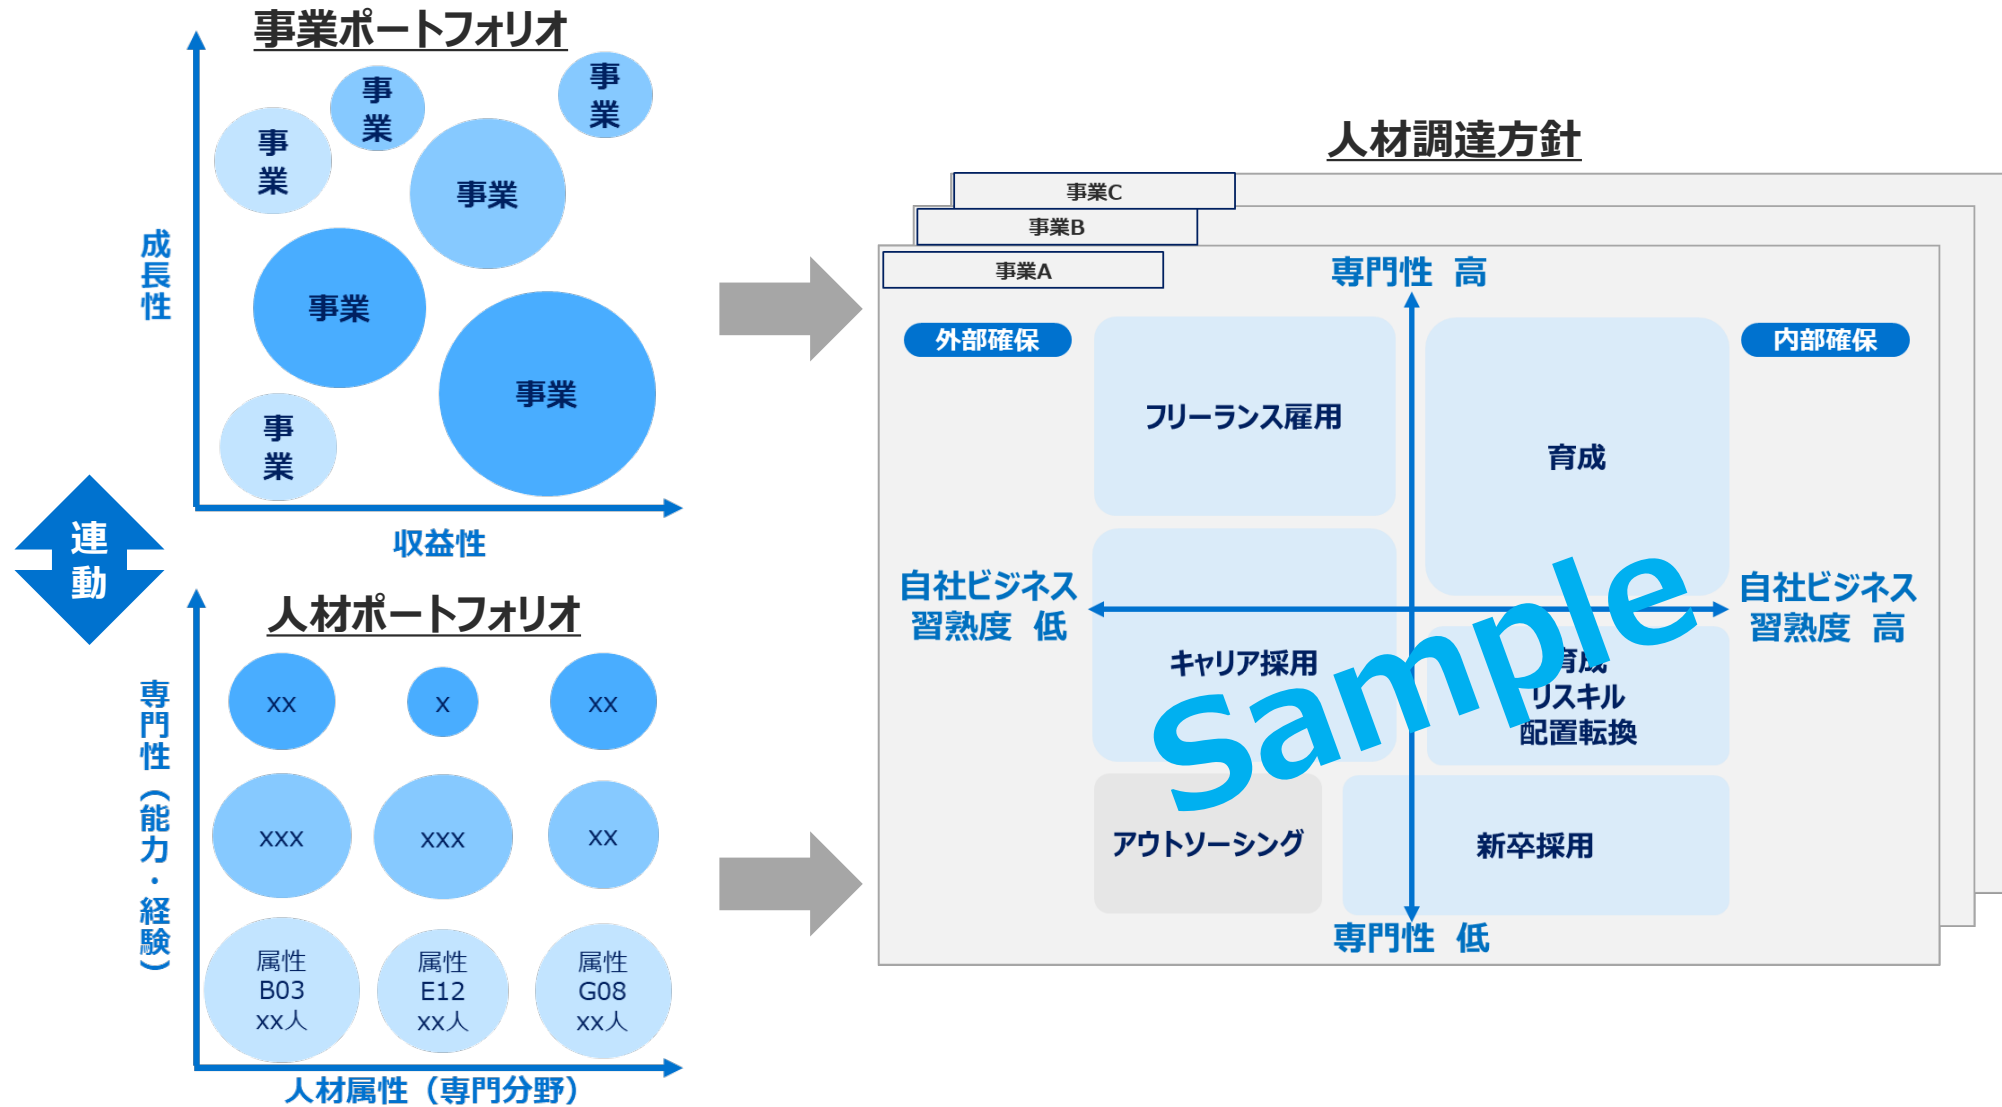 事業ポートフォリオ
事
業
事
業
事
業
事業
事業
事業
事
業
成
長
性
収益性
連
動
人材ポートフォリオ
xx
x
xx
xxx
xxx
xx
属性
B03
xx人
属性
E12
xx人
属性
G08
xx人
専
門
性
（
能
力
・
経
験
）
人材属性（専門分野）
人材調達方針
事業C
事業B
事業A
専門性 高
外部確保
内部確保
フリーランス雇用
育成
自社ビジネス
習熟度 低
自社ビジネス
習熟度 高
キャリア採用
育成
リスキル
配置転換
アウトソーシング
新卒採用
専門性 低
Sample